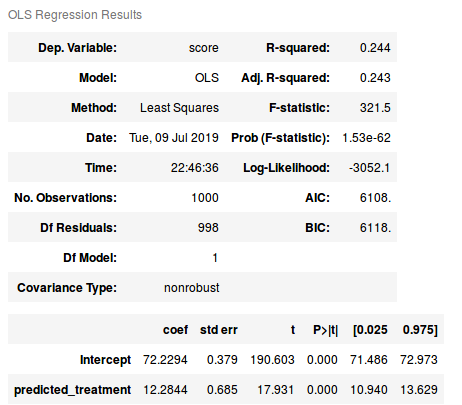 OLS Regression Results
Dep. Variable: score R-squared: 0.244
Model: OLS Adj. R-squared: 0.243
Method: Least Squares F-statistic: 321.5
Date: Tue, 09 Jul 2019 Prob (F-statistic): 1.53e-62
Time: 22:46:36 Log-Likelihood: -3052.1
No. Observations: 1000 AIC: 6108.
Df Residuals: 998 BIC: 6118.
Df Model: 1
Covariance Type: nonrobust
coef std err t P>|t| [0.025 0.975]
Intercept 72.2294 0.379 190.603 0.000 71.486 72.973
predicted_treatment 12.2844 0.685 17.931 0.000 10.940 13.629